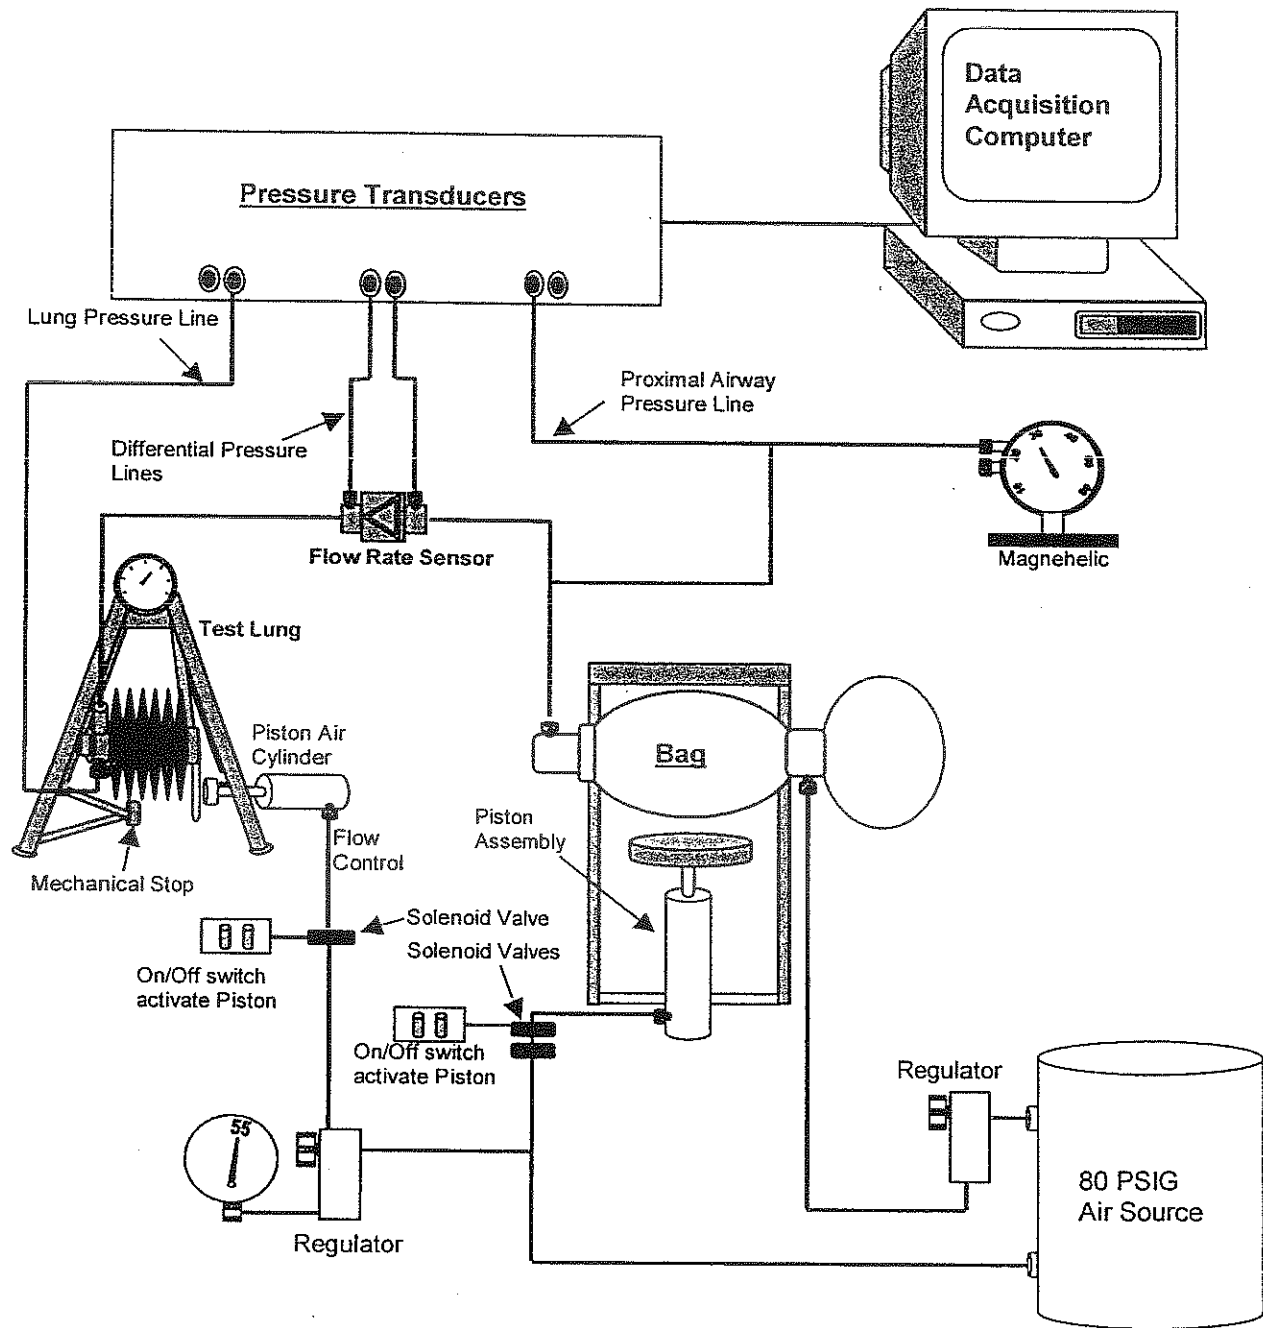 Data
Acquisition
Computer
Pressure Transducers
Lung Pressure Line
Proximal Airway
Pressure Line
Differential Pressure
Lines
Flow Rate Sensor
Magnehelic
Test Lung
Piston Air
Cylinder
Bag
Piston
Assembly
Flow
Control
Mechanical Stop
Solenoid Valve
Solenoid Valves
On/Off switch
activate Piston
On/Off switch
activate Piston
Regulator
55
80 PSIG
Air Source
Regulator